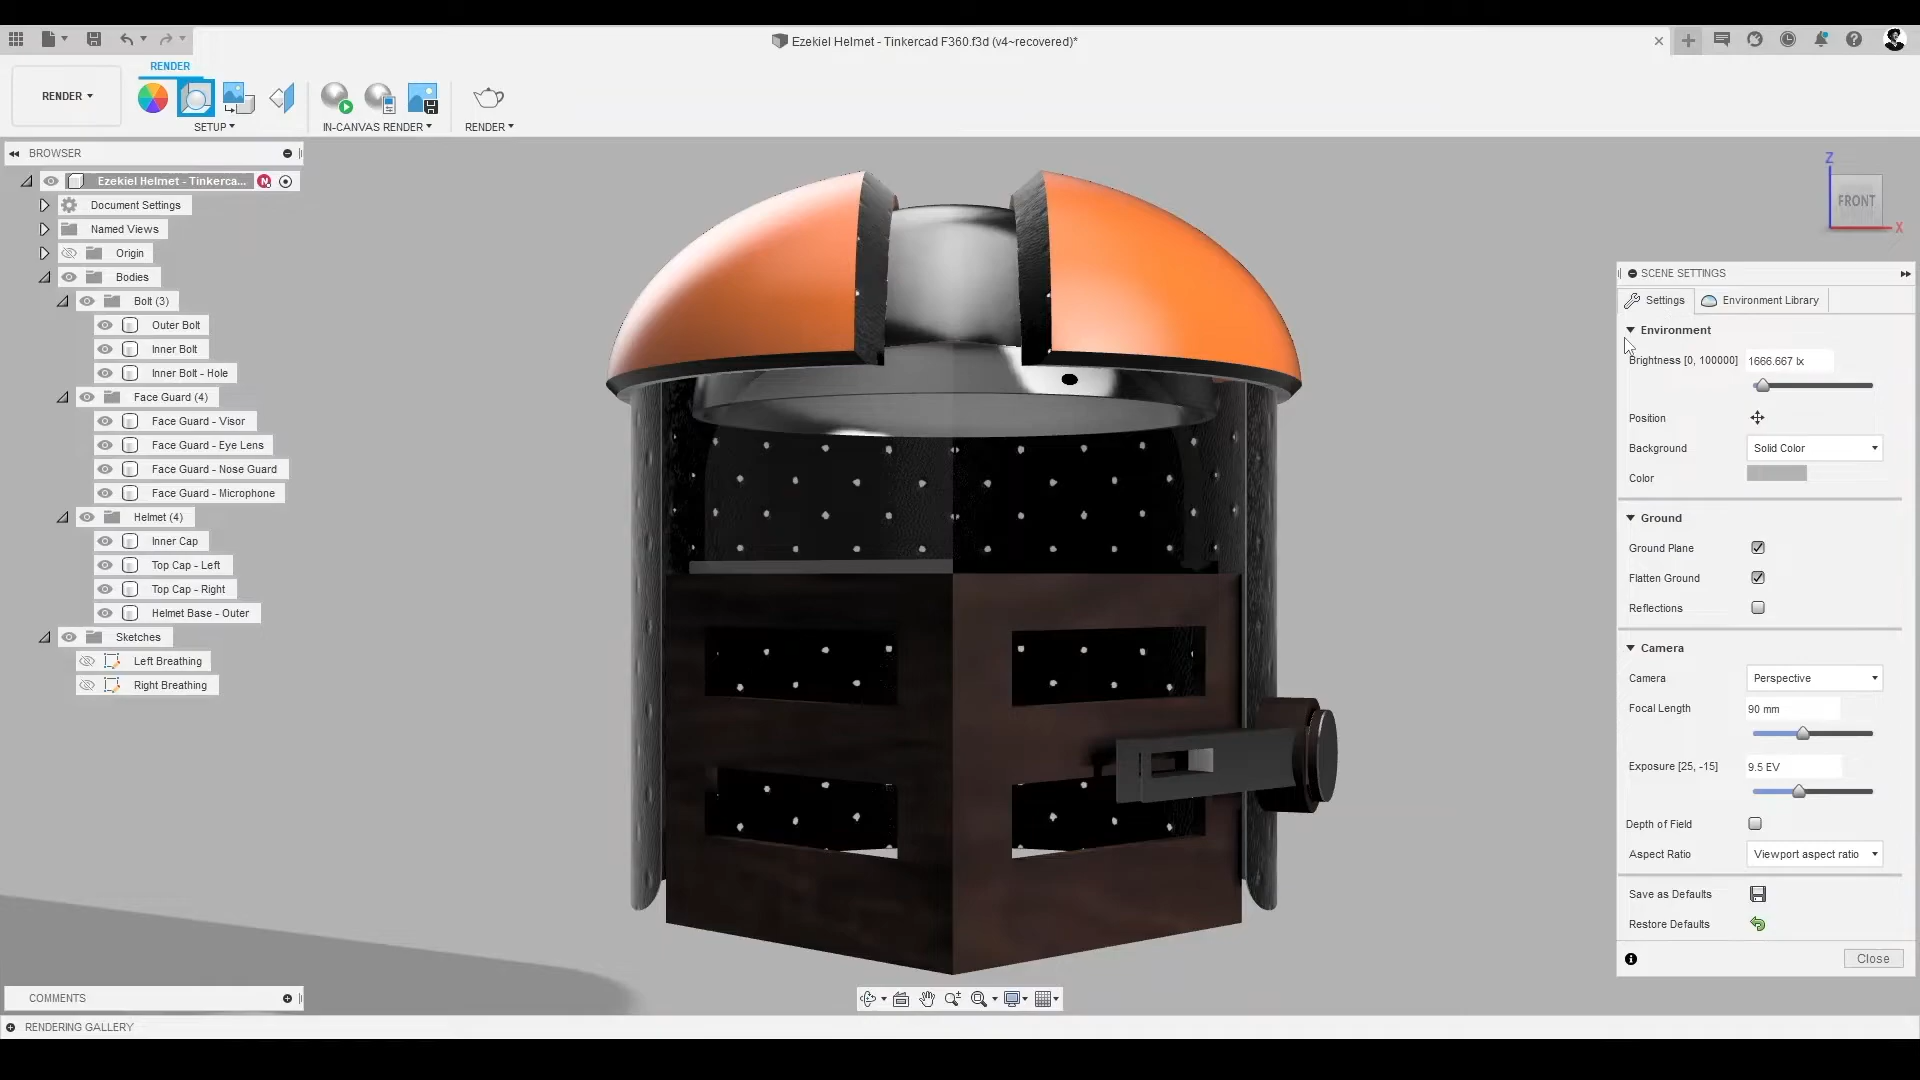 Ezekiel Helmet - Tinkercad F360.f3d (v4~recovered)*
RENDER
RENDER
SETUP
IN-CANVAS RENDER
RENDER
BROWSER
Ezekiel Helmet - Tinkerca...
Document Settings
Named Views
Origin
Bodies
Bolt (3)
Outer Bolt
Inner Bolt
Inner Bolt - Hole
Face Guard (4)
Face Guard - Visor
Face Guard - Eye Lens
Face Guard - Nose Guard
Face Guard - Microphone
Helmet (4)
Inner Cap
Top Cap - Left
Top Cap - Right
Helmet Base - Outer
Sketches
Left Breathing
Right Breathing
Z
FRONT
X
SCENE SETTINGS
Settings Environment Library
Environment
Brightness [0, 100000] 1666.667 lx
Position
Background Solid Color
Color
Ground
Ground Plane
Flatten Ground
Reflections
Camera
Camera Perspective
Focal Length 90 mm
Exposure [25, -15] 9.5 EV
Depth of Field
Aspect Ratio Viewport aspect ratio
Save as Defaults
Restore Defaults
Close
COMMENTS
RENDERING GALLERY